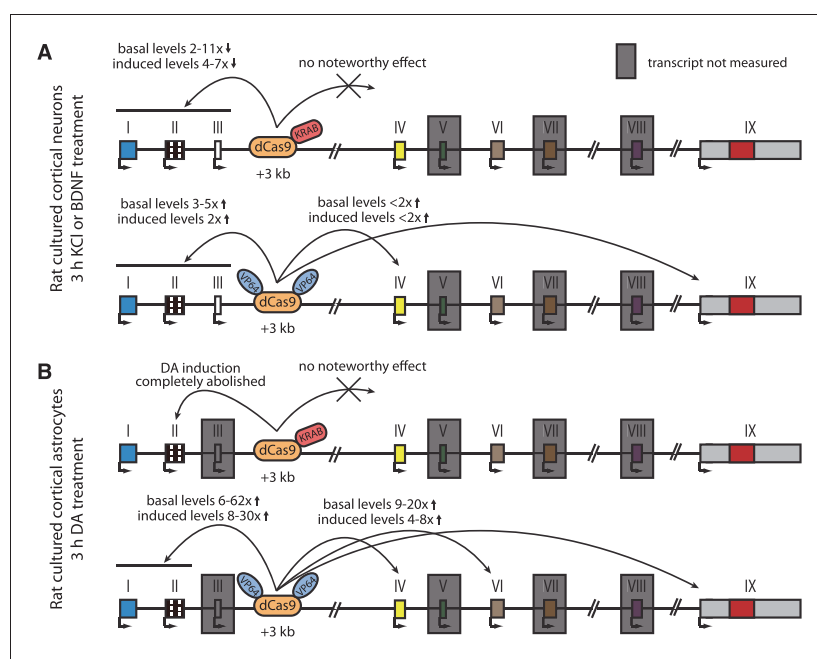 A
Rat cultured cortical neurons
3 h KCl or BDNF treatment
basal levels 2-11x
induced levels 4-7x
no noteworthy effect
transcript not measured
I II III IV V VI VII VIII IX
dCas9 KRAB
+3 kb
basal levels 3-5x
induced levels 2x
basal levels <2x
induced levels <2x
I II III IV V VI VII VIII IX
VP64 dCas9 VP64
+3 kb
B
Rat cultured cortical astrocytes
3 h DA treatment
DA induction
completely abolished
no noteworthy effect
I II III IV V VI VII VIII IX
dCas9 KRAB
+3 kb
basal levels 6-62x
induced levels 8-30x
basal levels 9-20x
induced levels 4-8x
I II III IV V VI VII VIII IX
VP64 dCas9 VP64
+3 kb